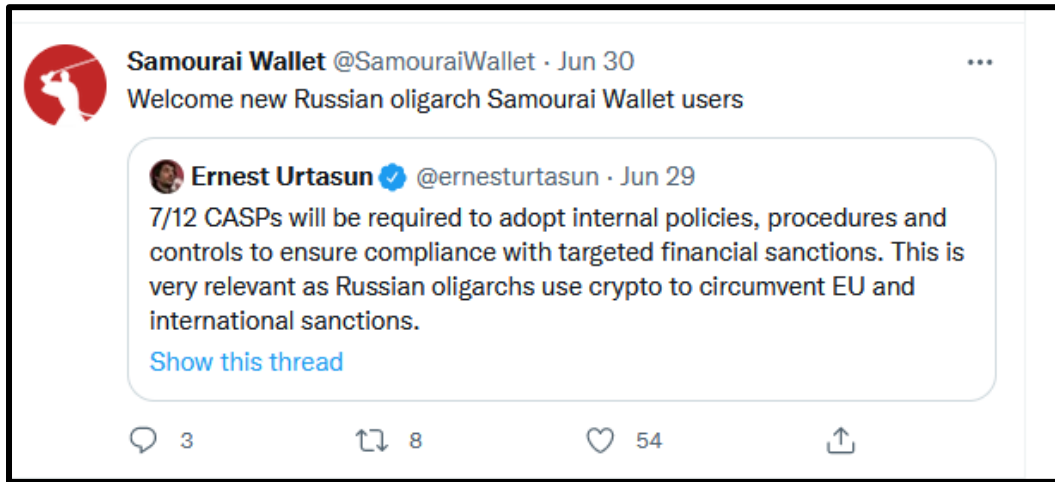 Samourai Wallet @SamouraiWallet · Jun 30
Welcome new Russian oligarch Samourai Wallet users
Ernest Urtasun @ernesturtasun · Jun 29
7/12 CASPs will be required to adopt internal policies, procedures and
controls to ensure compliance with targeted financial sanctions. This is
very relevant as Russian oligarchs use crypto to circumvent EU and
international sanctions.
Show this thread
3 8 54